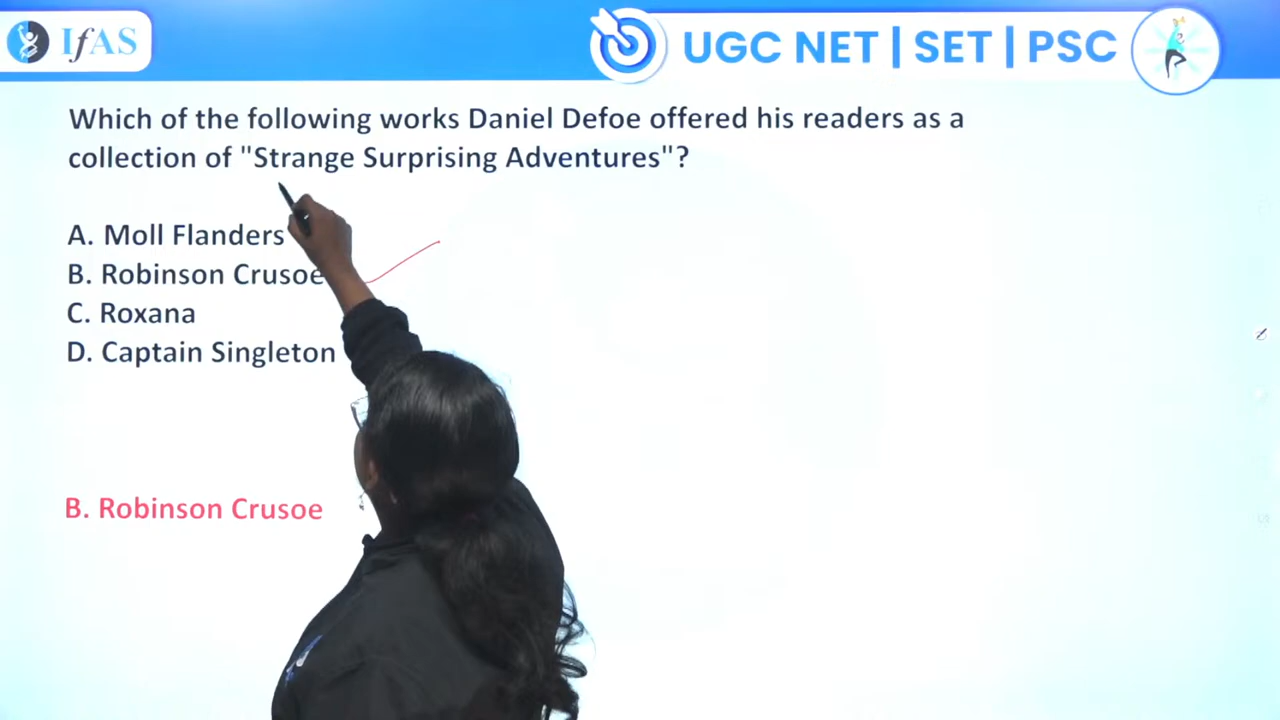 IfAS
UGC NET | SET | PSC
Which of the following works Daniel Defoe offered his readers as a
collection of "Strange Surprising Adventures"?
A. Moll Flanders
B. Robinson Crusoe
C. Roxana
D. Captain Singleton
B. Robinson Crusoe